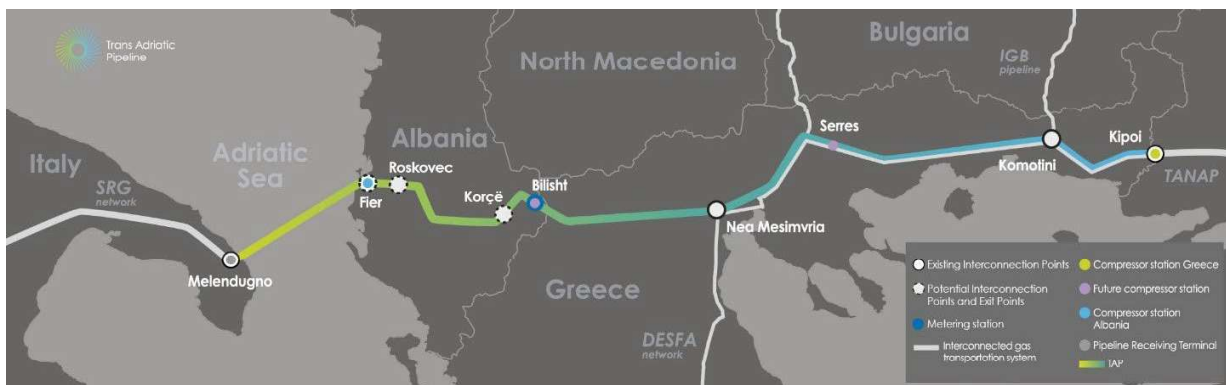 Trans Adriatic
Pipeline
North Macedonia
Bulgaria
IGB
pipeline
Serres
Kipoi
Komotini
TANAP
Albania
Roskovec
Fier
Korçë
Bilisht
Nea Mesimvria
Italy
SRG
network
Adriatic
Sea
Melendugno
Greece
DESFA
network
Existing Interconnection Points
Potential Interconnection
Points and Exit Points
Metering station
Interconnected gas
transportation system
Compressor station Greece
Future compressor station
Compressor station
Albania
Pipeline Receiving Terminal
TAP